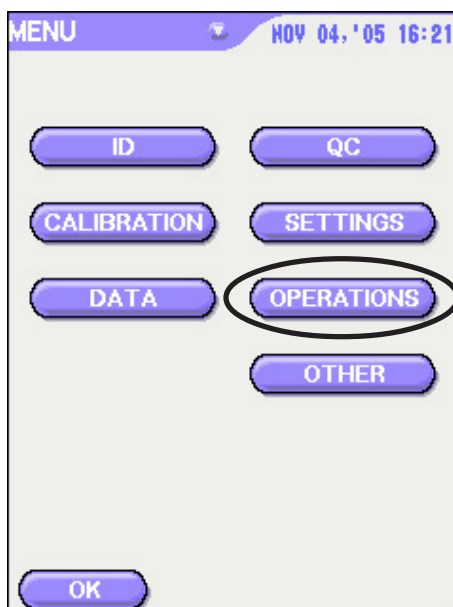 MENU NOV 04,'05 16:21
ID QC
CALIBRATION SETTINGS
DATA OPERATIONS
OTHER
OK